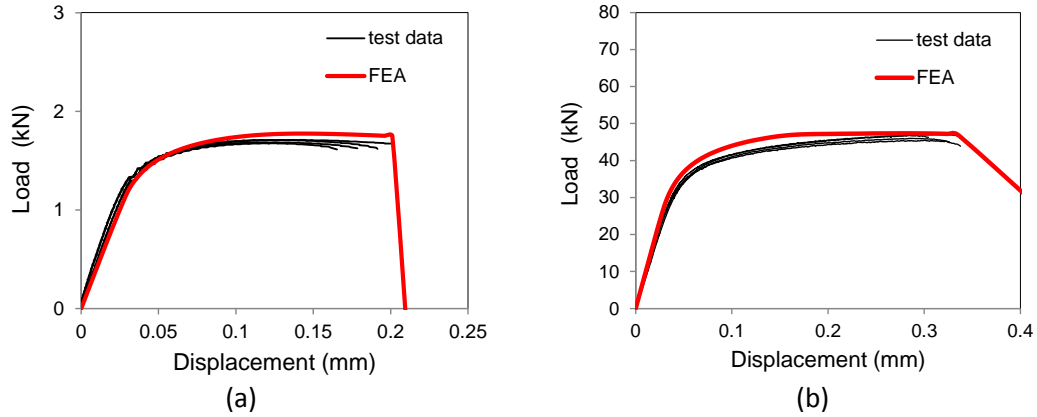 3
2
1
0
Load (kN)
test data
FEA
0
0.05
0.1
0.15
0.2
0.25
Displacement (mm)
(a)
80
70
60
50
40
30
20
10
0
Load (kN)
test data
FEA
0
0.1
0.2
0.3
0.4
Displacement (mm)
(b)